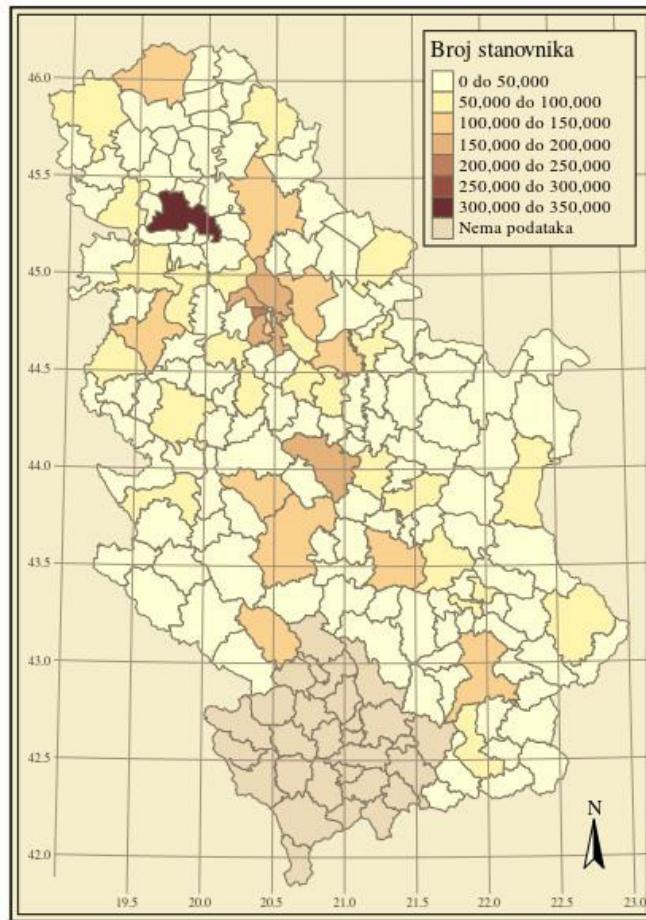 Broj stanovnika
0 do 50,000
50,000 do 100,000
100,000 do 150,000
150,000 do 200,000
200,000 do 250,000
250,000 do 300,000
300,000 do 350,000
Nema podataka
46.0
45.5
45.0
44.5
44.0
43.5
43.0
42.5
42.0
N
19.5 20.0 20.5 21.0 21.5 22.0 22.5 23.0